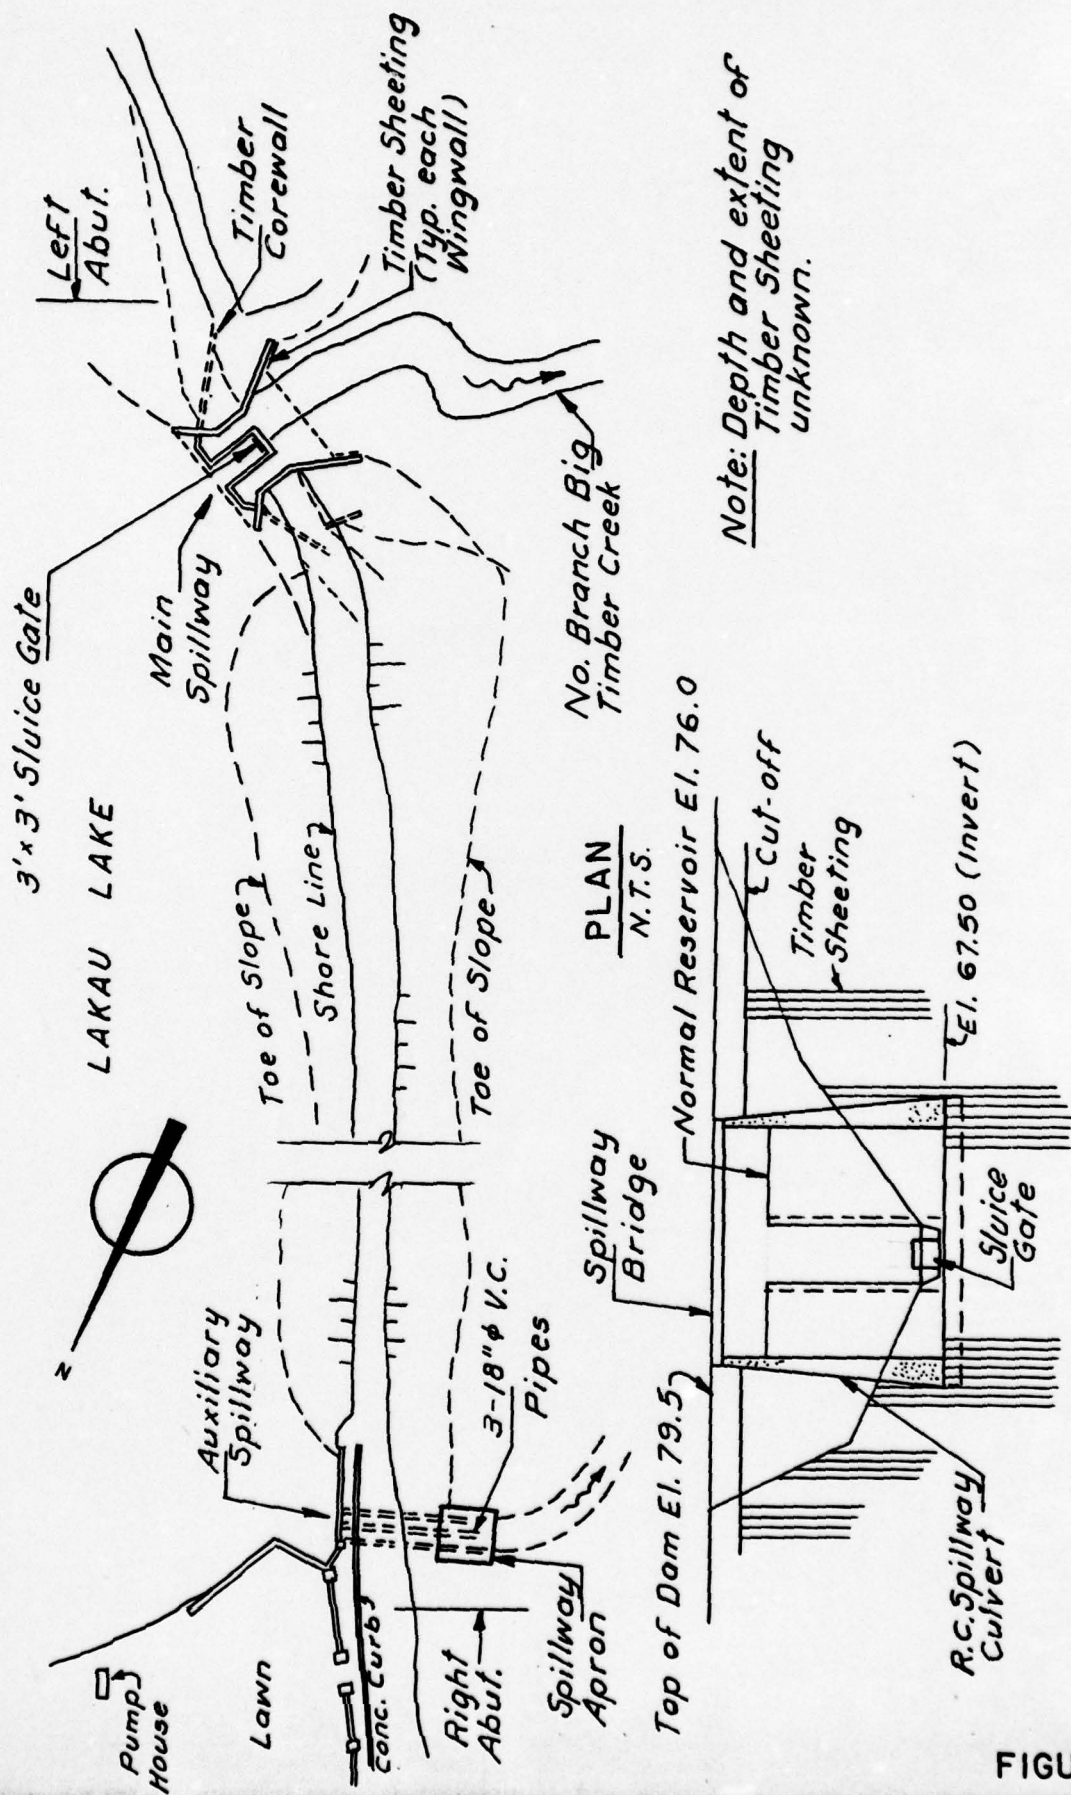 3' x 3' Sluice Gate
Left
Abut.
LAKAU LAKE
Main
Spillway
Timber
Corewall
Timber Sheeting
(Typ. each
Wingwall)
N
Toe of Slope
Shore Line
Toe of Slope
Auxiliary
Spillway
Pump
House
Lawn
Conc. Curb
3-18"φ V.C.
Pipes
Right
Abut.
Spillway
Apron
No. Branch Big
Timber Creek
PLAN
N.T.S.
Note: Depth and extent of
Timber Sheeting
unknown.
Top of Dam El. 79.5
Spillway
Bridge
Normal Reservoir El. 76.0
Cut-off
Timber
Sheeting
El. 67.50 (Invert)
Sluice
Gate
R.C. Spillway
Culvert
FIGU